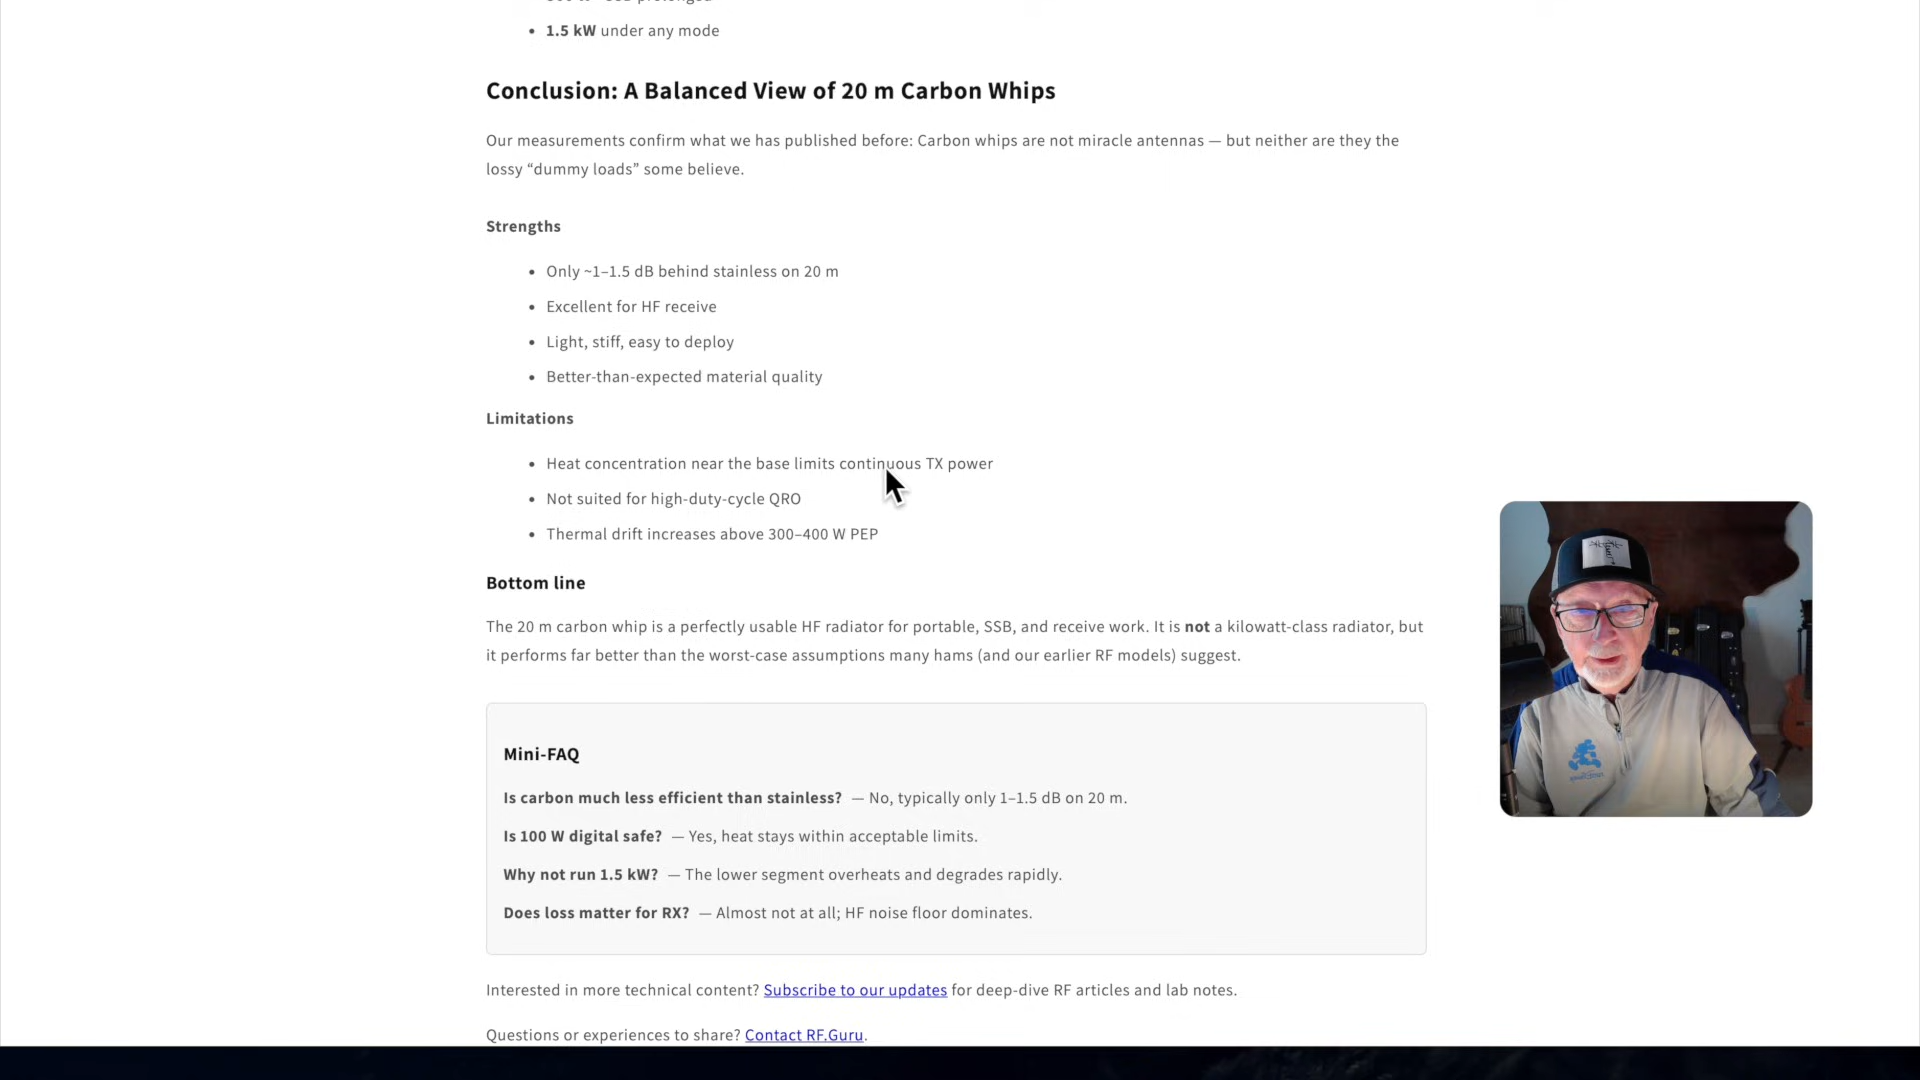 1.5 kW under any mode
Conclusion: A Balanced View of 20 m Carbon Whips
Our measurements confirm what we has published before: Carbon whips are not miracle antennas — but neither are they the
lossy “dummy loads” some believe.
Strengths
Only ~1–1.5 dB behind stainless on 20 m
Excellent for HF receive
Light, stiff, easy to deploy
Better-than-expected material quality
Limitations
Heat concentration near the base limits continuous TX power
Not suited for high-duty-cycle QRO
Thermal drift increases above 300–400 W PEP
Bottom line
The 20 m carbon whip is a perfectly usable HF radiator for portable, SSB, and receive work. It is not a kilowatt-class radiator, but
it performs far better than the worst-case assumptions many hams (and our earlier RF models) suggest.
Mini-FAQ
Is carbon much less efficient than stainless? — No, typically only 1–1.5 dB on 20 m.
Is 100 W digital safe? — Yes, heat stays within acceptable limits.
Why not run 1.5 kW? — The lower segment overheats and degrades rapidly.
Does loss matter for RX? — Almost not at all; HF noise floor dominates.
Interested in more technical content? Subscribe to our updates for deep-dive RF articles and lab notes.
Questions or experiences to share? Contact RF.Guru.